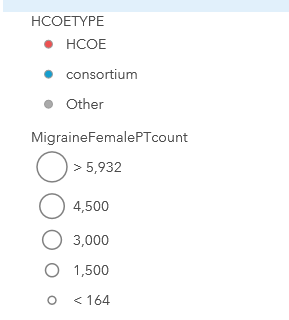 HCOETYPE
HCOE
consortium
Other
MigraineFemalePTcount
> 5,932
4,500
3,000
1,500
< 164